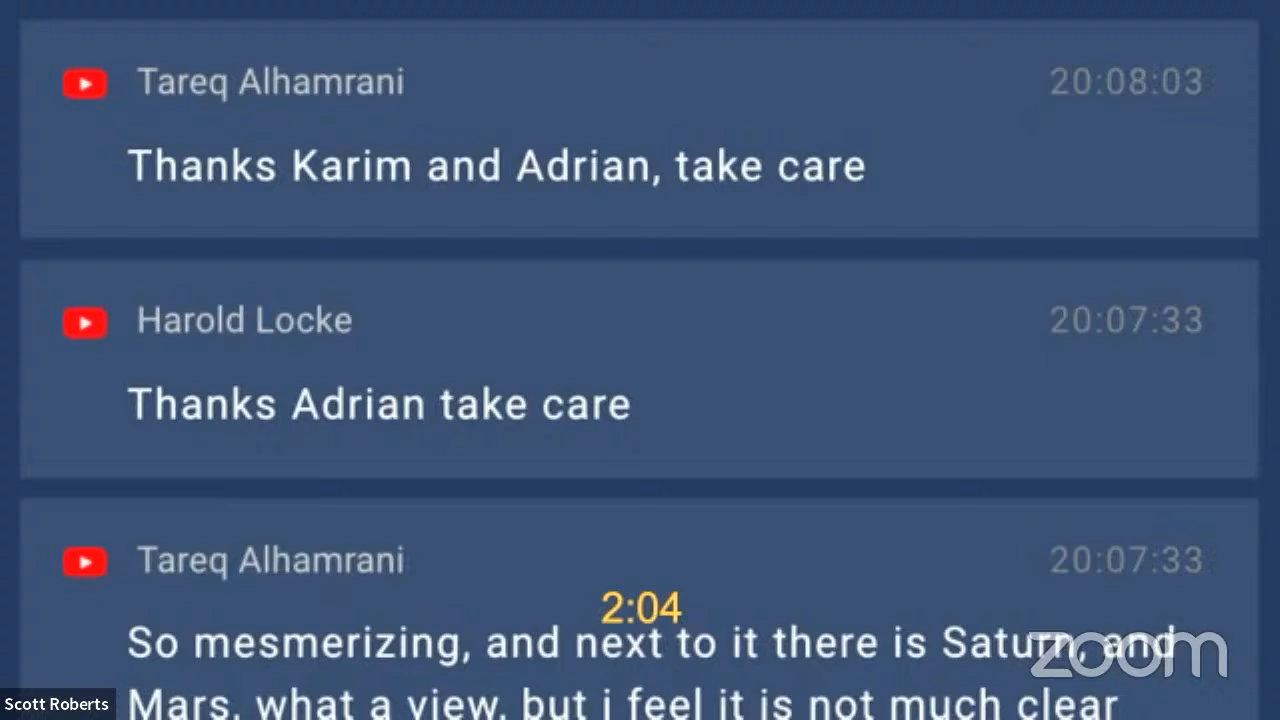 Tareq Alhamrani 20:08:03
Thanks Karim and Adrian, take care
Harold Locke 20:07:33
Thanks Adrian take care
Tareq Alhamrani 20:07:33
2:04
So mesmerizing, and next to it there is Saturn, and
zoom
Mars, what a view, but i feel it is not much clear
Scott Roberts